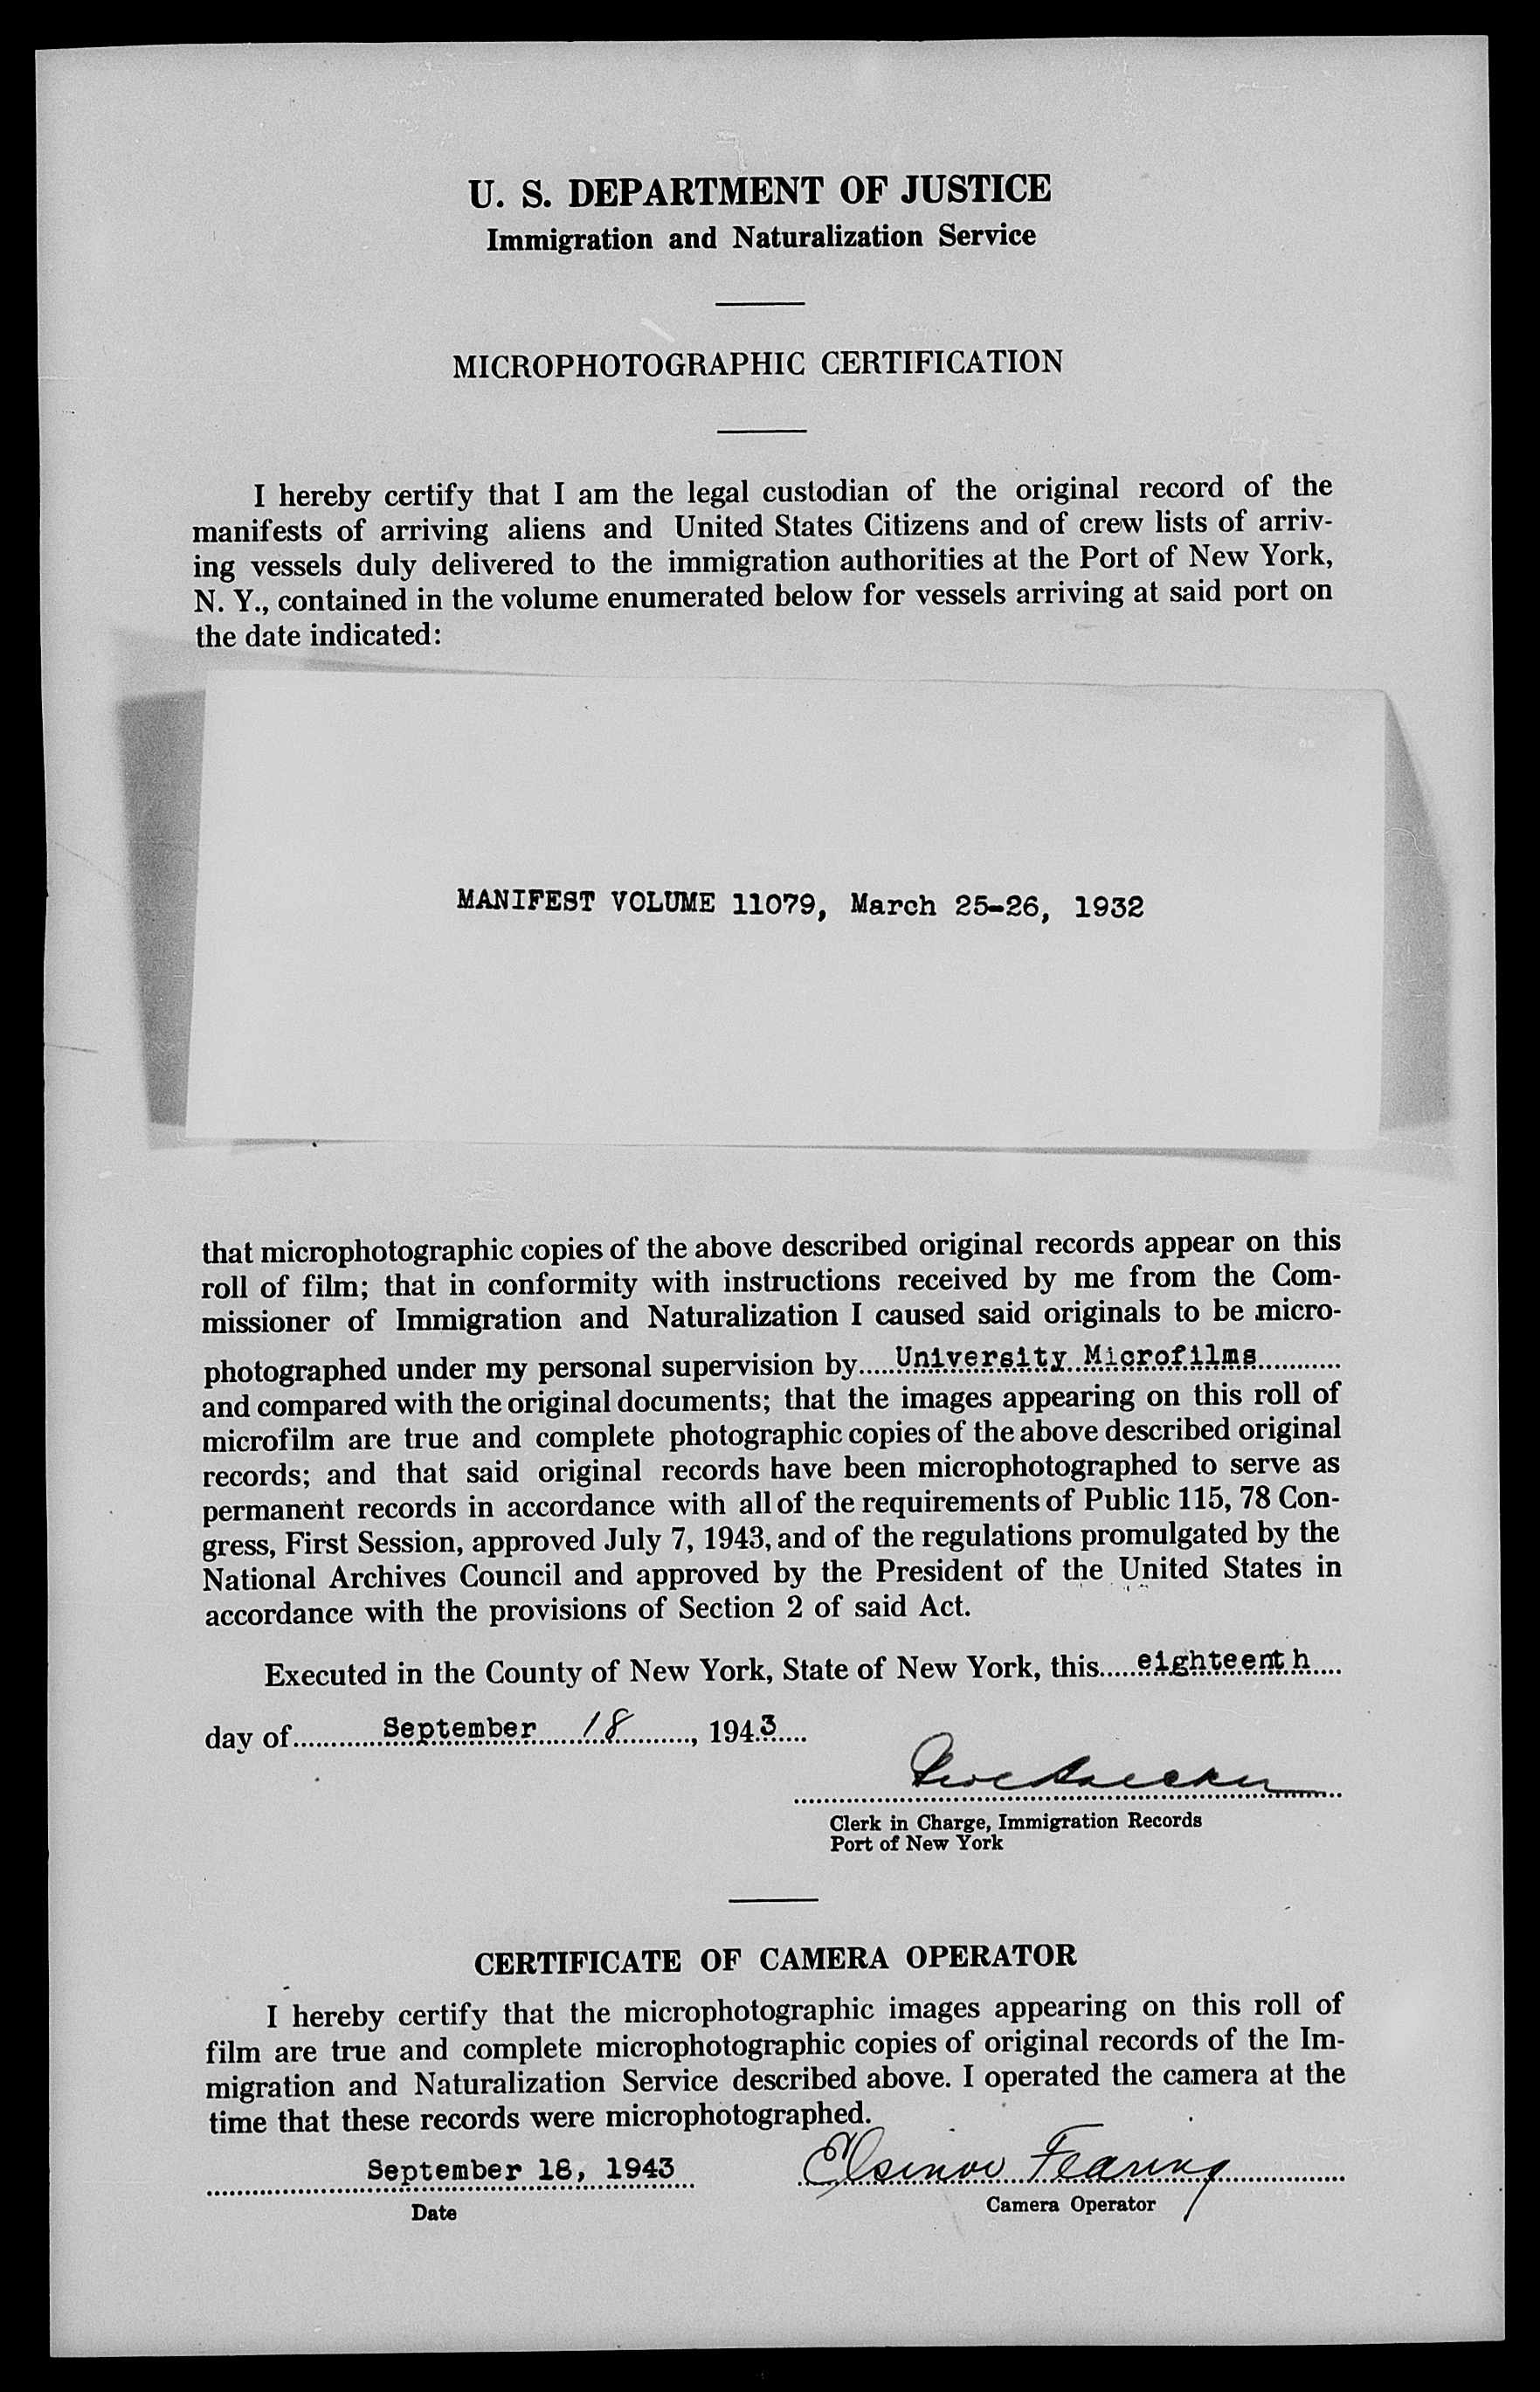 U. S. DEPARTMENT OF JUSTICE
Immigration and Naturalization Service
MICROPHOTOGRAPHIC CERTIFICATION
I hereby certify that I am the legal custodian of the original record of the
manifests of arriving aliens and United States Citizens and of crew lists of arriv-
ing vessels duly delivered to the immigration authorities at the Port of New York,
N. Y., contained in the volume enumerated below for vessels arriving at said port on
the date indicated:
MANIFEST VOLUME 11079, March 25-26, 1932
that microphotographic copies of the above described original records appear on this
roll of film; that in conformity with instructions received by me from the Com-
missioner of Immigration and Naturalization I caused said originals to be micro-
photographed under my personal supervision by.....University Microfilms............
and compared with the original documents; that the images appearing on this roll of
microfilm are true and complete photographic copies of the above described original
records; and that said original records have been microphotographed to serve as
permanent records in accordance with all of the requirements of Public 115, 78 Con-
gress, First Session, approved July 7, 1943, and of the regulations promulgated by the
National Archives Council and approved by the President of the United States in
accordance with the provisions of Section 2 of said Act.
Executed in the County of New York, State of New York, this.....eighteenth....
day of............September.....18..........., 1943....
Clerk in Charge, Immigration Records
Port of New York
CERTIFICATE OF CAMERA OPERATOR
I hereby certify that the microphotographic images appearing on this roll of
film are true and complete microphotographic copies of original records of the Im-
migration and Naturalization Service described above. I operated the camera at the
time that these records were microphotographed.
September 18, 1943 Elsinor Fearing
Date Camera Operator